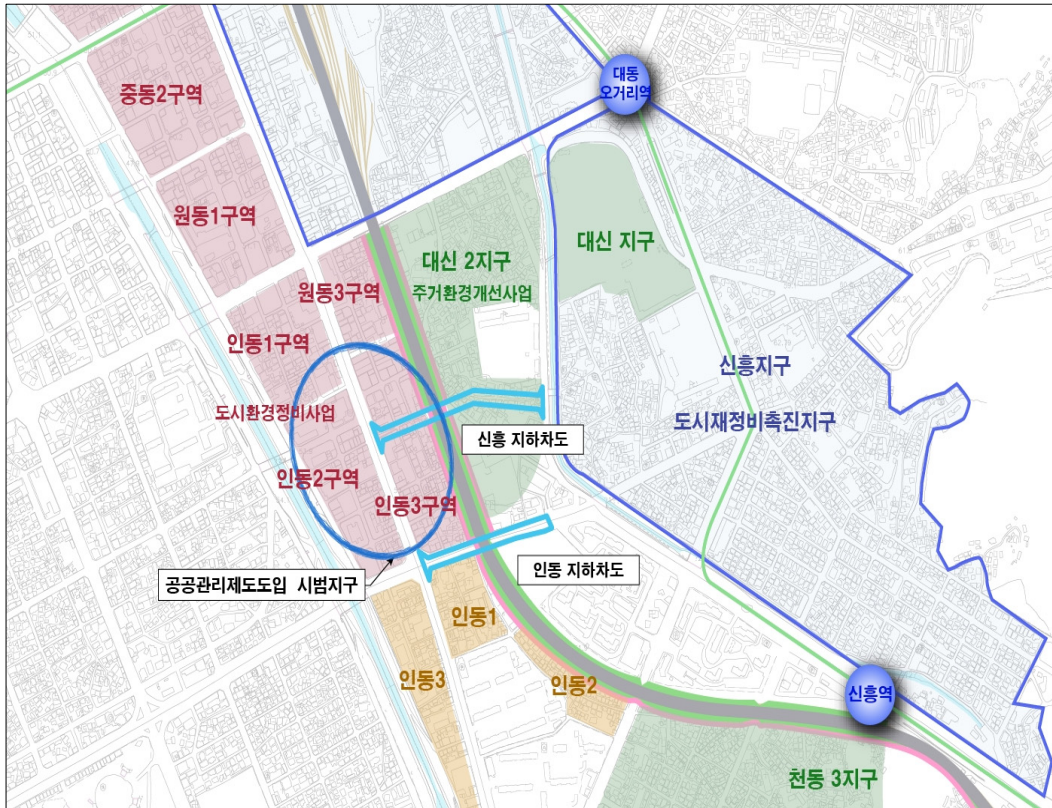 대동
오거리역
중동2구역
원동1구역
대신 지구
대신 2지구
주거환경개선사업
원동3구역
인동1구역
신흥지구
도시환경정비사업
도시재정비촉진지구
신흥 지하차도
인동2구역
인동3구역
인동 지하차도
공공관리제도도입 시범지구
인동1
인동3
인동2
신흥역
천동 3지구